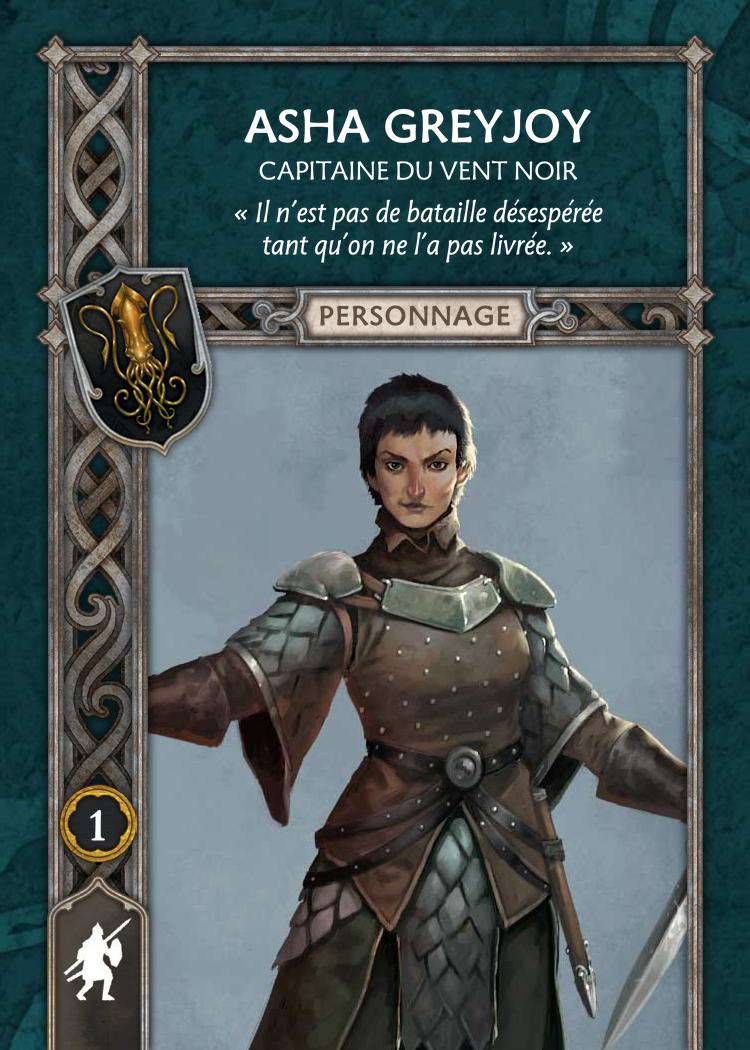 ASHA GREYJOY
CAPITAINE DU VENT NOIR
« Il n'est pas de bataille désespérée
tant qu'on ne l'a pas livrée. »
PERSONNAGE
1